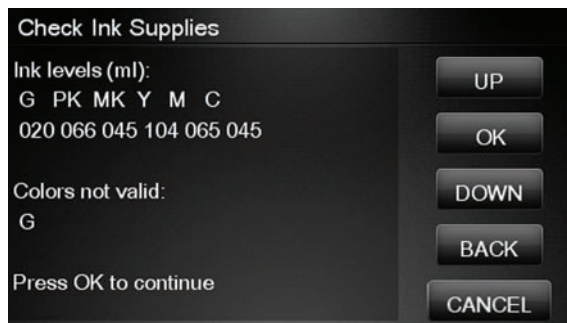 Check Ink Supplies
Ink levels (ml):
G PK MK Y M C
020 066 045 104 065 045
Colors not valid:
G
Press OK to continue
UP
OK
DOWN
BACK
CANCEL